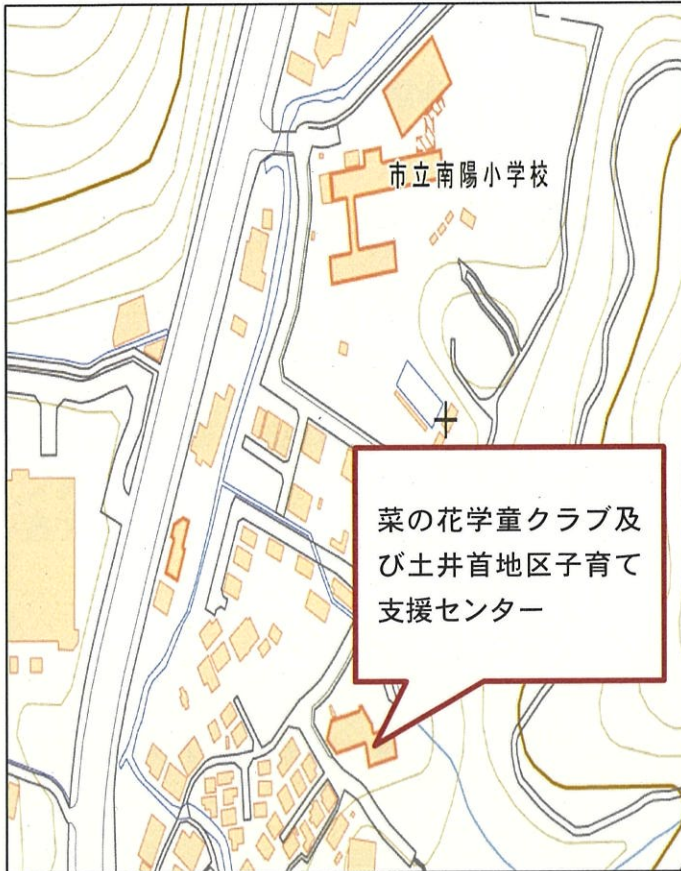 市立南陽小学校
菜の花学童クラブ及
び土井首地区子育て
支援センター